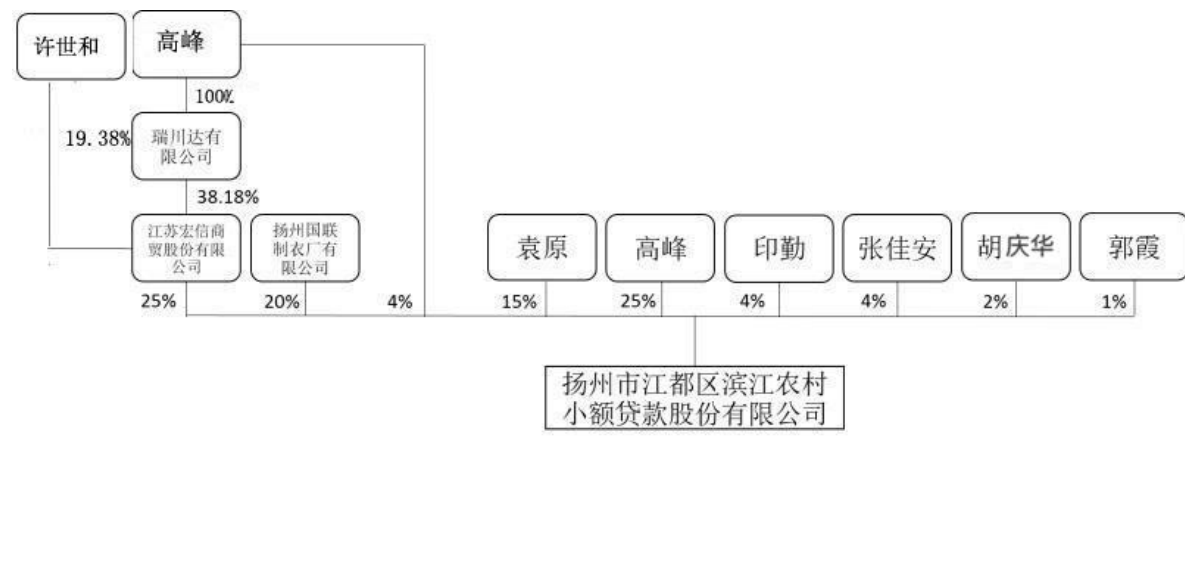 许世和
高峰
100%
19.38%
瑞川达有
限公司
38.18%
江苏宏信商
贸股份有限
公司
扬州国联
制衣厂有
限公司
袁原
高峰
印勤
张佳安
胡庆华
郭霞
25%
20%
4%
15%
25%
4%
4%
2%
1%
扬州市江都区滨江农村
小额贷款股份有限公司